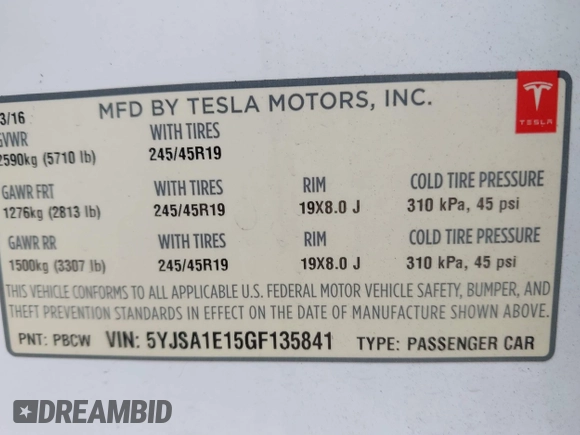 MFD BY TESLA MOTORS, INC.
TESLA
3/16
GVWR WITH TIRES
2590kg (5710 lb) 245/45R19
GAWR FRT WITH TIRES RIM COLD TIRE PRESSURE
1276kg (2813 lb) 245/45R19 19X8.0 J 310 kPa, 45 psi
GAWR RR WITH TIRES RIM COLD TIRE PRESSURE
1500kg (3307 lb) 245/45R19 19X8.0 J 310 kPa, 45 psi
THIS VEHICLE CONFORMS TO ALL APPLICABLE U.S. FEDERAL MOTOR VEHICLE SAFETY, BUMPER, AND
THEFT PREVENTION STANDARDS IN EFFECT ON THE DATE OF MANUFACTURE SHOWN ABOVE.
PNT: PBCW VIN: 5YJSA1E15GF135841 TYPE: PASSENGER CAR
DREAMBID